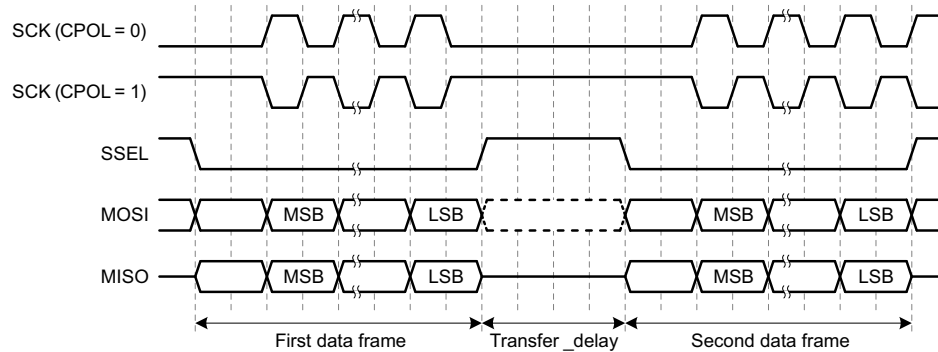 SCK (CPOL = 0)
SCK (CPOL = 1)
SSEL
MOSI MSB LSB MSB LSB
MISO MSB LSB MSB LSB
First data frame Transfer _delay Second data frame